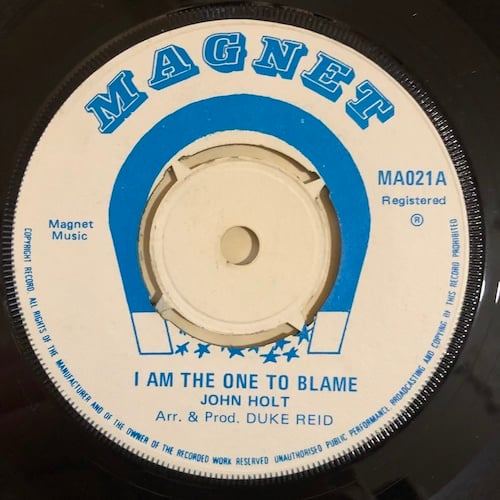 MAGNET
MA021A
Registered
Ⓡ
Magnet
Music
I AM THE ONE TO BLAME
JOHN HOLT
Arr. & Prod. DUKE REID
COPYRIGHT RECORD. ALL RIGHTS OF THE MANUFACTURER AND OF THE OWNER OF THE RECORDED WORK RESERVED UNAUTHORISED PUBLIC PERFORMANCE, BROADCASTING AND COPYING OF THIS RECORD PROHIBITED